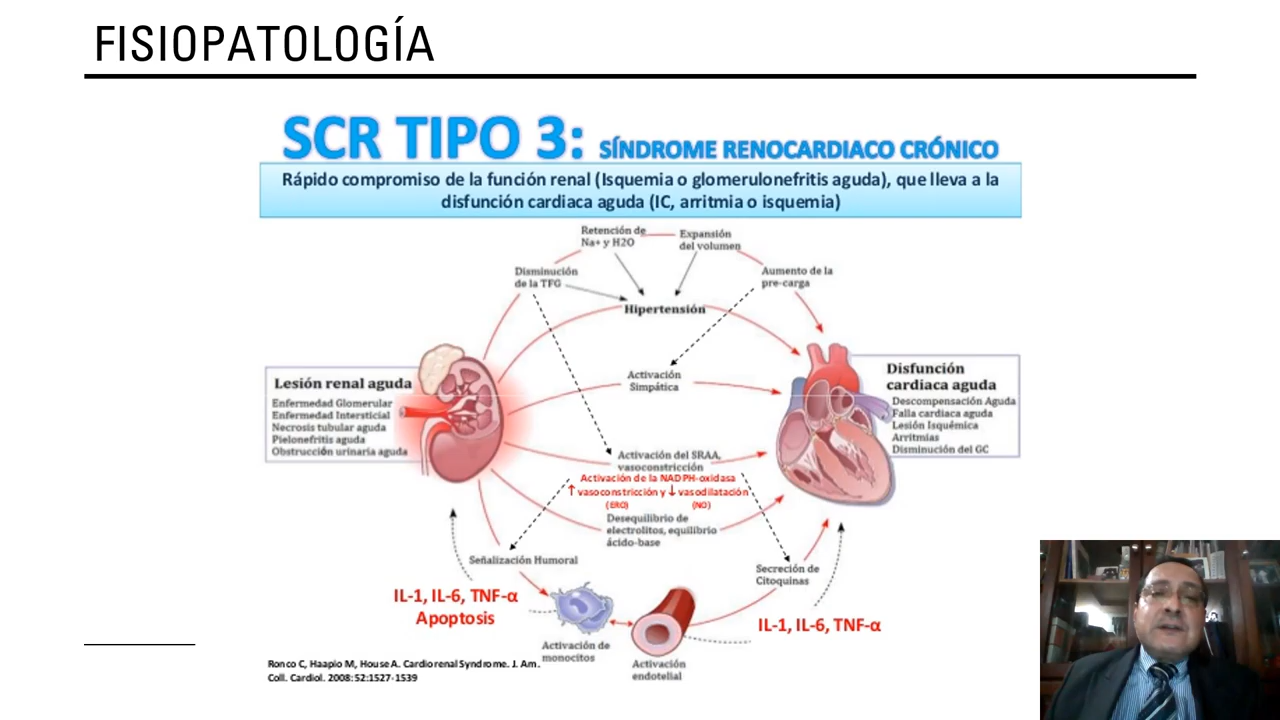 FISIOPATOLOGÍA
SCR TIPO 3: SÍNDROME RENOCARDIACO CRÓNICO
Rápido compromiso de la función renal (Isquemia o glomerulonefritis aguda), que lleva a la
disfunción cardiaca aguda (IC, arritmia o isquemia)
Retención de
Na+ y H2O
Expansión
del volumen
Disminución
de la TFG
Aumento de la
pre-carga
Hipertensión
Activación
Simpática
Lesión renal aguda
Enfermedad Glomerular
Enfermedad Intersticial
Necrosis tubular aguda
Pielonefritis aguda
Obstrucción urinaria aguda
Disfunción
cardiaca aguda
Descompensación Aguda
Falla cardiaca aguda
Lesión Isquémica
Arritmias
Disminución del GC
Activación del SRAA,
vasoconstricción
Activación de la NADPH-oxidasa
↑vasoconstricción y ↓vasodilatación
(ERO) (NO)
Desequilibrio de
electrolitos, equilibrio
ácido-base
Señalización Humoral
Secreción de
Citoquinas
IL-1, IL-6, TNF-α
Apoptosis
IL-1, IL-6, TNF-α
Activación de
monocitos
Activación
endotelial
Ronco C, Haapio M, House A. Cardiorenal Syndrome. J. Am.
Coll. Cardiol. 2008:52:1527-1539